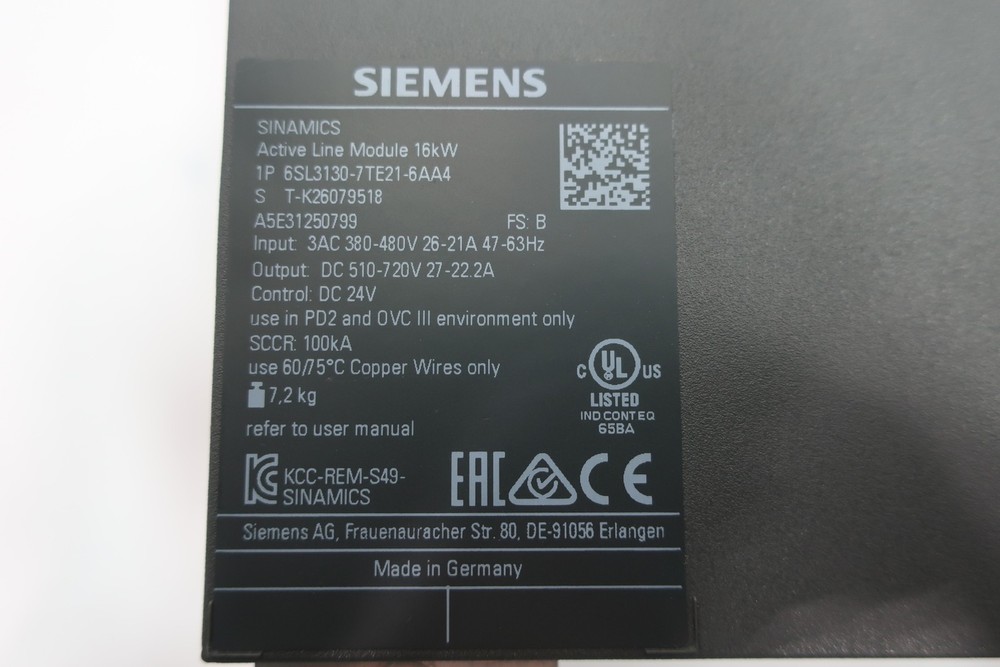 SIEMENS
SINAMICS
Active Line Module 16kW
1P 6SL3130-7TE21-6AA4
S T-K26079518
A5E31250799 FS: B
Input: 3AC 380-480V 26-21A 47-63Hz
Output: DC 510-720V 27-22.2A
Control: DC 24V
use in PD2 and OVC III environment only
SCCR: 100kA
use 60/75°C Copper Wires only
7,2 kg
refer to user manual
C UL US
LISTED
IND CONT EQ
65BA
KCC-REM-S49-
SINAMICS
EAC CE
Siemens AG, Frauenauracher Str. 80, DE-91056 Erlangen
Made in Germany